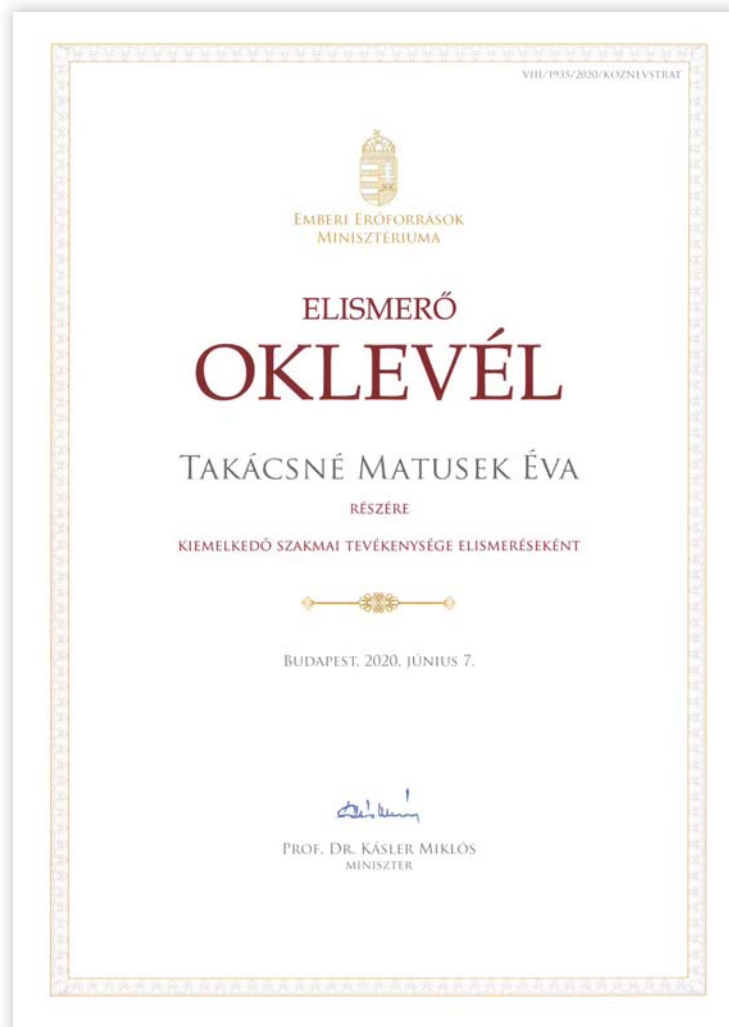 VIII/1935/2020/KOZNEVSTRAT
EMBERI ERŐFORRÁSOK
MINISZTÉRIUMA
ELISMERŐ
OKLEVÉL
TAKÁCSNÉ MATUSEK ÉVA
RÉSZÉRE
KIEMELKEDŐ SZAKMAI TEVÉKENYSÉGE ELISMERÉSEKÉNT
BUDAPEST, 2020. JÚNIUS 7.
PROF. DR. KÁSLER MIKLÓS
MINISZTER